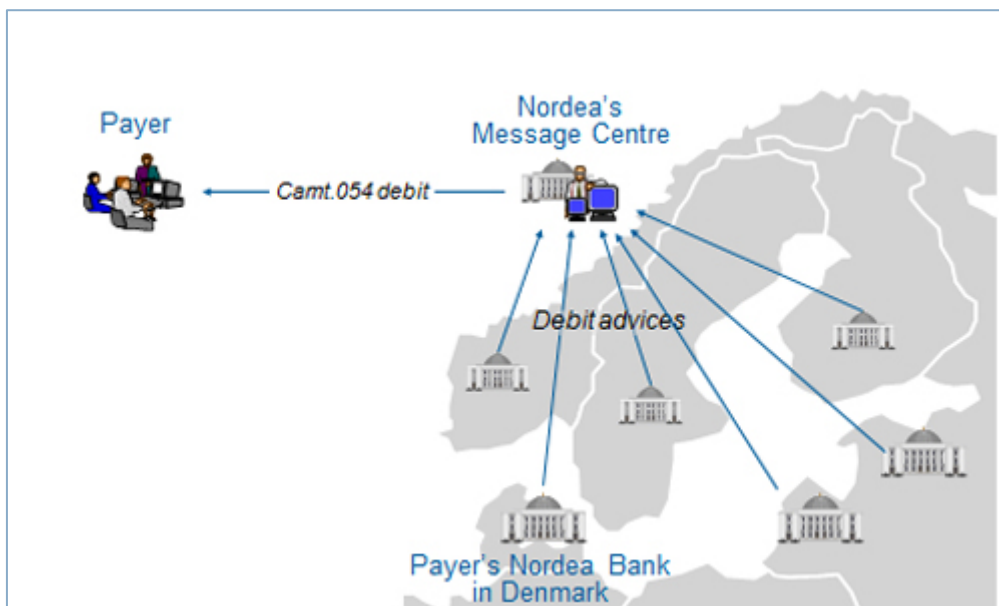 Payer
Nordea's
Message Centre
Camt.054 debit
Debit advices
Payer's Nordea Bank
in Denmark